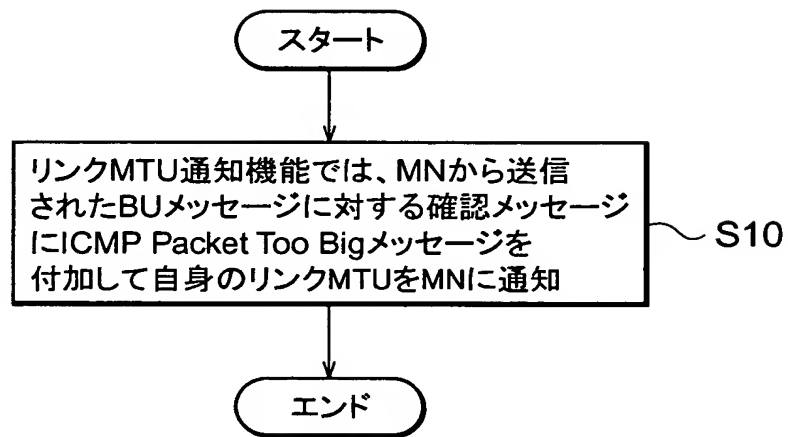 スタート
リンクMTU通知機能では、MNから送信
されたBUメッセージに対する確認メッセージ
にICMP Packet Too Bigメッセージを
付加して自身のリンクMTUをMNに通知
S10
エンド